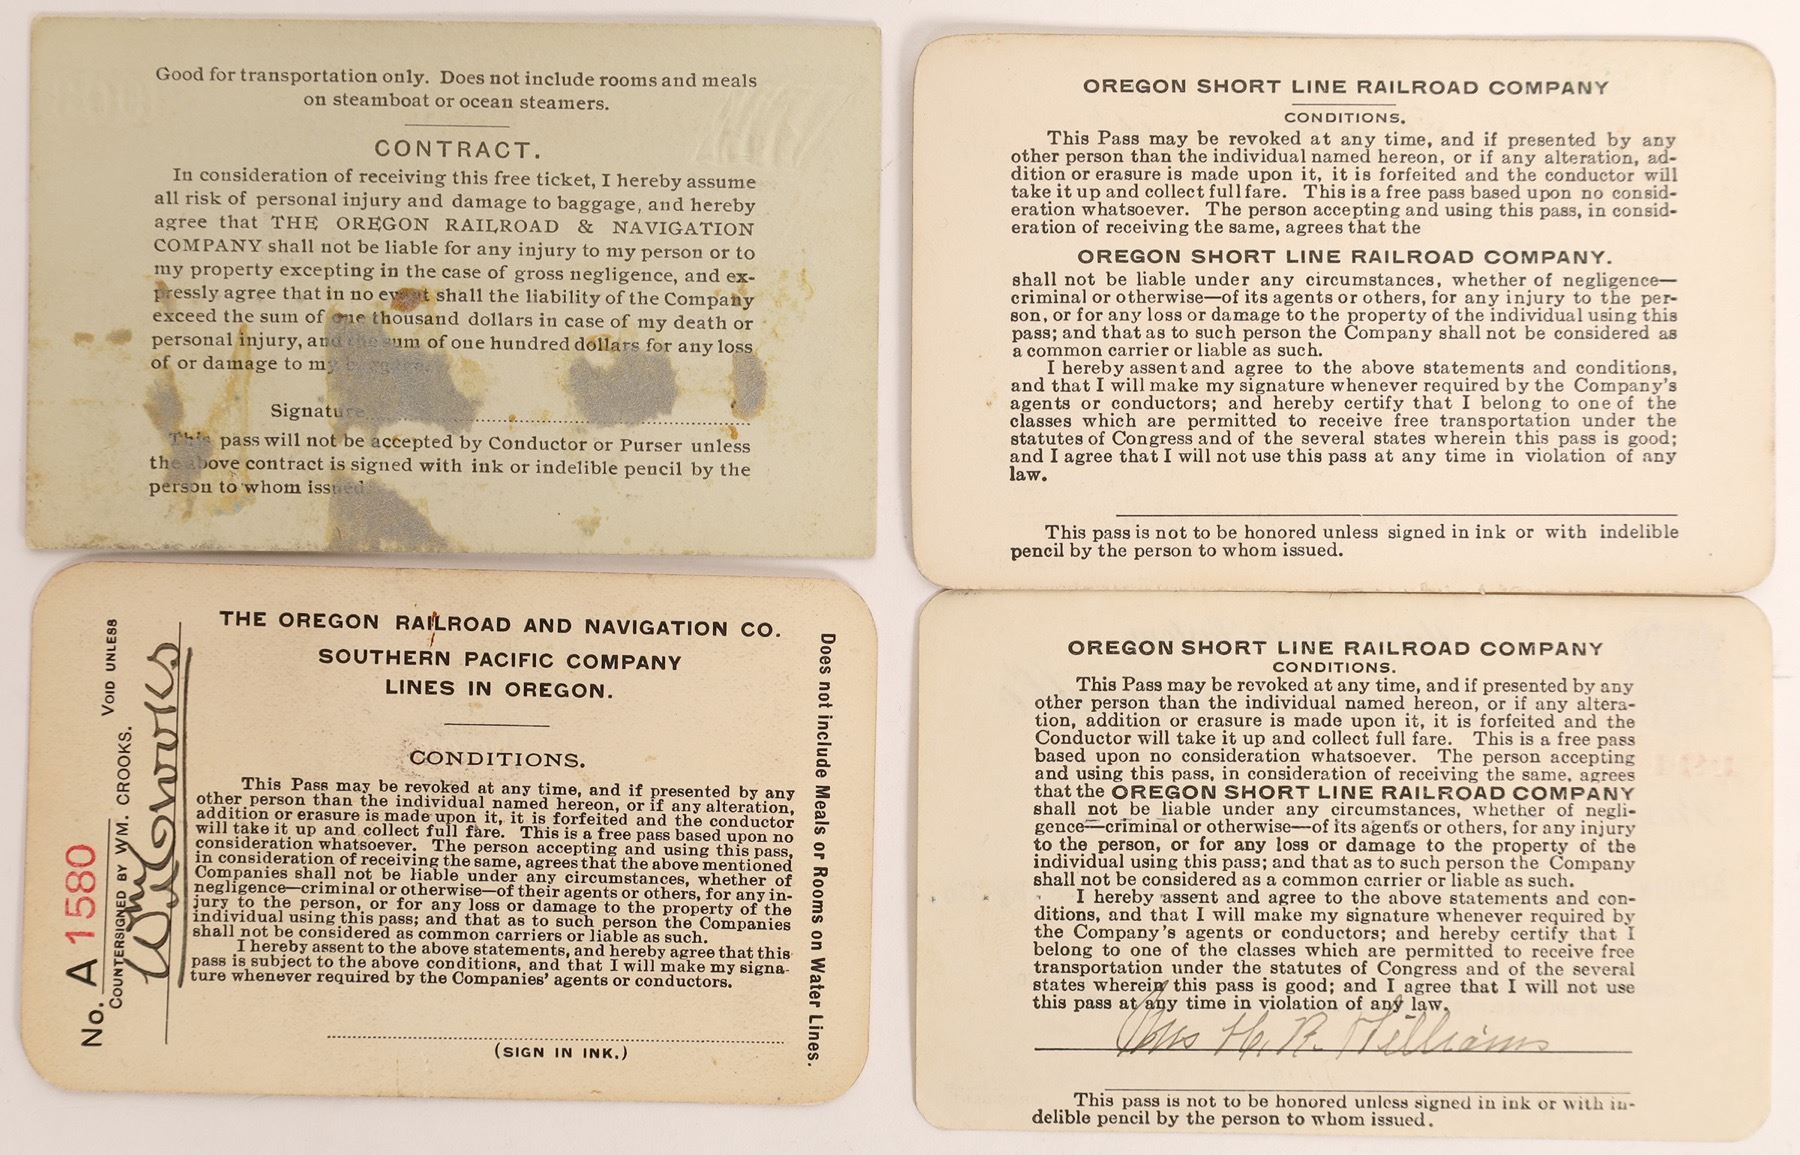 Good for transportation only. Does not include rooms and meals
on steamboat or ocean steamers.
CONTRACT.
In consideration of receiving this free ticket, I hereby assume
all risk of personal injury and damage to baggage, and hereby
agree that THE OREGON RAILROAD & NAVIGATION
COMPANY shall not be liable for any injury to my person or to
my property excepting in the case of gross negligence, and ex-
pressly agree that in no event shall the liability of the Company
exceed the sum of one thousand dollars in case of my death or
personal injury, and the sum of one hundred dollars for any loss
of or damage to my baggage.
Signature
This pass will not be accepted by Conductor or Purser unless
the above contract is signed with ink or indelible pencil by the
person to whom issued.
OREGON SHORT LINE RAILROAD COMPANY
CONDITIONS.
This Pass may be revoked at any time, and if presented by any
other person than the individual named hereon, or if any alteration, ad-
dition or erasure is made upon it, it is forfeited and the conductor will
take it up and collect full fare. This is a free pass based upon no consid-
eration whatsoever. The person accepting and using this pass, in consid-
eration of receiving the same, agrees that the
OREGON SHORT LINE RAILROAD COMPANY.
shall not be liable under any circumstances, whether of negligence—
criminal or otherwise—of its agents or others, for any injury to the per-
son, or for any loss or damage to the property of the individual using this
pass; and that as to such person the Company shall not be considered as
a common carrier or liable as such.
I hereby assent and agree to the above statements and conditions,
and that I will make my signature whenever required by the Company's
agents or conductors; and hereby certify that I belong to one of the
classes which are permitted to receive free transportation under the
statutes of Congress and of the several states wherein this pass is good;
and I agree that I will not use this pass at any time in violation of any
law.
This pass is not to be honored unless signed in ink or with indelible
pencil by the person to whom issued.
No. A 1580
COUNTERSIGNED BY WM. CROOKS. VOID UNLESS
Wm Crooks
THE OREGON RAILROAD AND NAVIGATION CO.
SOUTHERN PACIFIC COMPANY
LINES IN OREGON.
CONDITIONS.
This Pass may be revoked at any time, and if presented by any
other person than the individual named hereon, or if any alteration,
addition or erasure is made upon it, it is forfeited and the conductor
will take it up and collect full fare. This is a free pass based upon no
consideration whatsoever. The person accepting and using this pass,
in consideration of receiving the same, agrees that the above mentioned
Companies shall not be liable under any circumstances, whether of
negligence—criminal or otherwise—of their agents or others, for any in-
jury to the person, or for any loss or damage to the property of the
individual using this pass; and that as to such person the Companies
shall not be considered as common carriers or liable as such.
I hereby assent to the above statements, and hereby agree that this
pass is subject to the above conditions, and that I will make my signa-
ture whenever required by the Companies' agents or conductors.
(SIGN IN INK.)
Does not include Meals or Rooms on Water Lines.
OREGON SHORT LINE RAILROAD COMPANY
CONDITIONS.
This Pass may be revoked at any time, and if presented by any
other person than the individual named hereon, or if any altera-
tion, addition or erasure is made upon it, it is forfeited and the
Conductor will take it up and collect full fare. This is a free pass
based upon no consideration whatsoever. The person accepting
and using this pass, in consideration of receiving the same, agrees
that the OREGON SHORT LINE RAILROAD COMPANY
shall not be liable under any circumstances, whether of negli-
gence—criminal or otherwise—of its agents or others, for any injury
to the person, or for any loss or damage to the property of the
individual using this pass; and that as to such person the Company
shall not be considered as a common carrier or liable as such.
I hereby assent and agree to the above statements and con-
ditions, and that I will make my signature whenever required by
the Company's agents or conductors; and hereby certify that I
belong to one of the classes which are permitted to receive free
transportation under the statutes of Congress and of the several
states wherein this pass is good; and I agree that I will not use
this pass at any time in violation of any law.
Mrs H. R. Williams
This pass is not to be honored unless signed in ink or with in-
delible pencil by the person to whom issued.